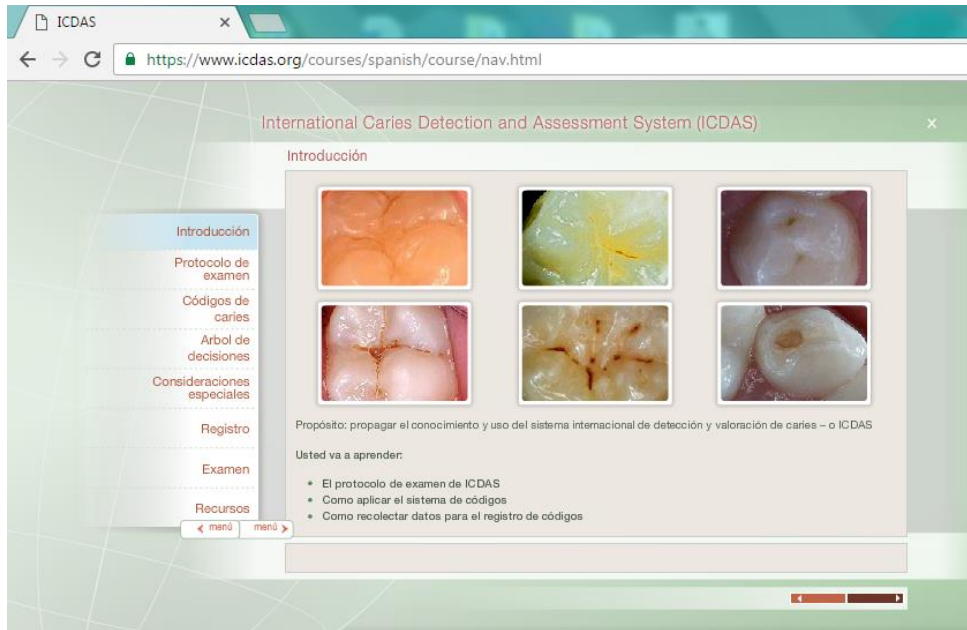 ICDAS
https://www.icdas.org/courses/spanish/course/nav.html
International Caries Detection and Assessment System (ICDAS)
Introducción
Introducción
Protocolo de
examen
Códigos de
caries
Arbol de
decisiones
Consideraciones
especiales
Registro
Examen
Recursos
menú
menú
Propósito: propagar el conocimiento y uso del sistema internacional de detección y valoración de caries – o ICDAS
Usted va a aprender:
El protocolo de examen de ICDAS
Como aplicar el sistema de códigos
Como recolectar datos para el registro de códigos